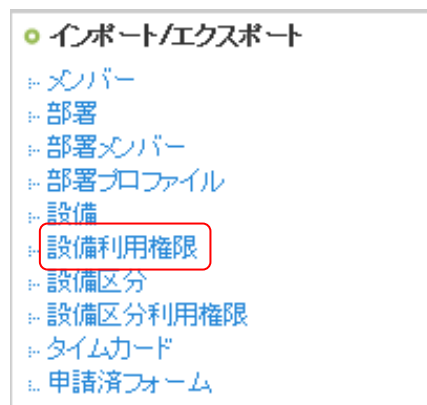 インポート/エクスポート
メンバー
部署
部署メンバー
部署プロファイル
設備
設備利用権限
設備区分
設備区分利用権限
タイムカード
申請済フォーム